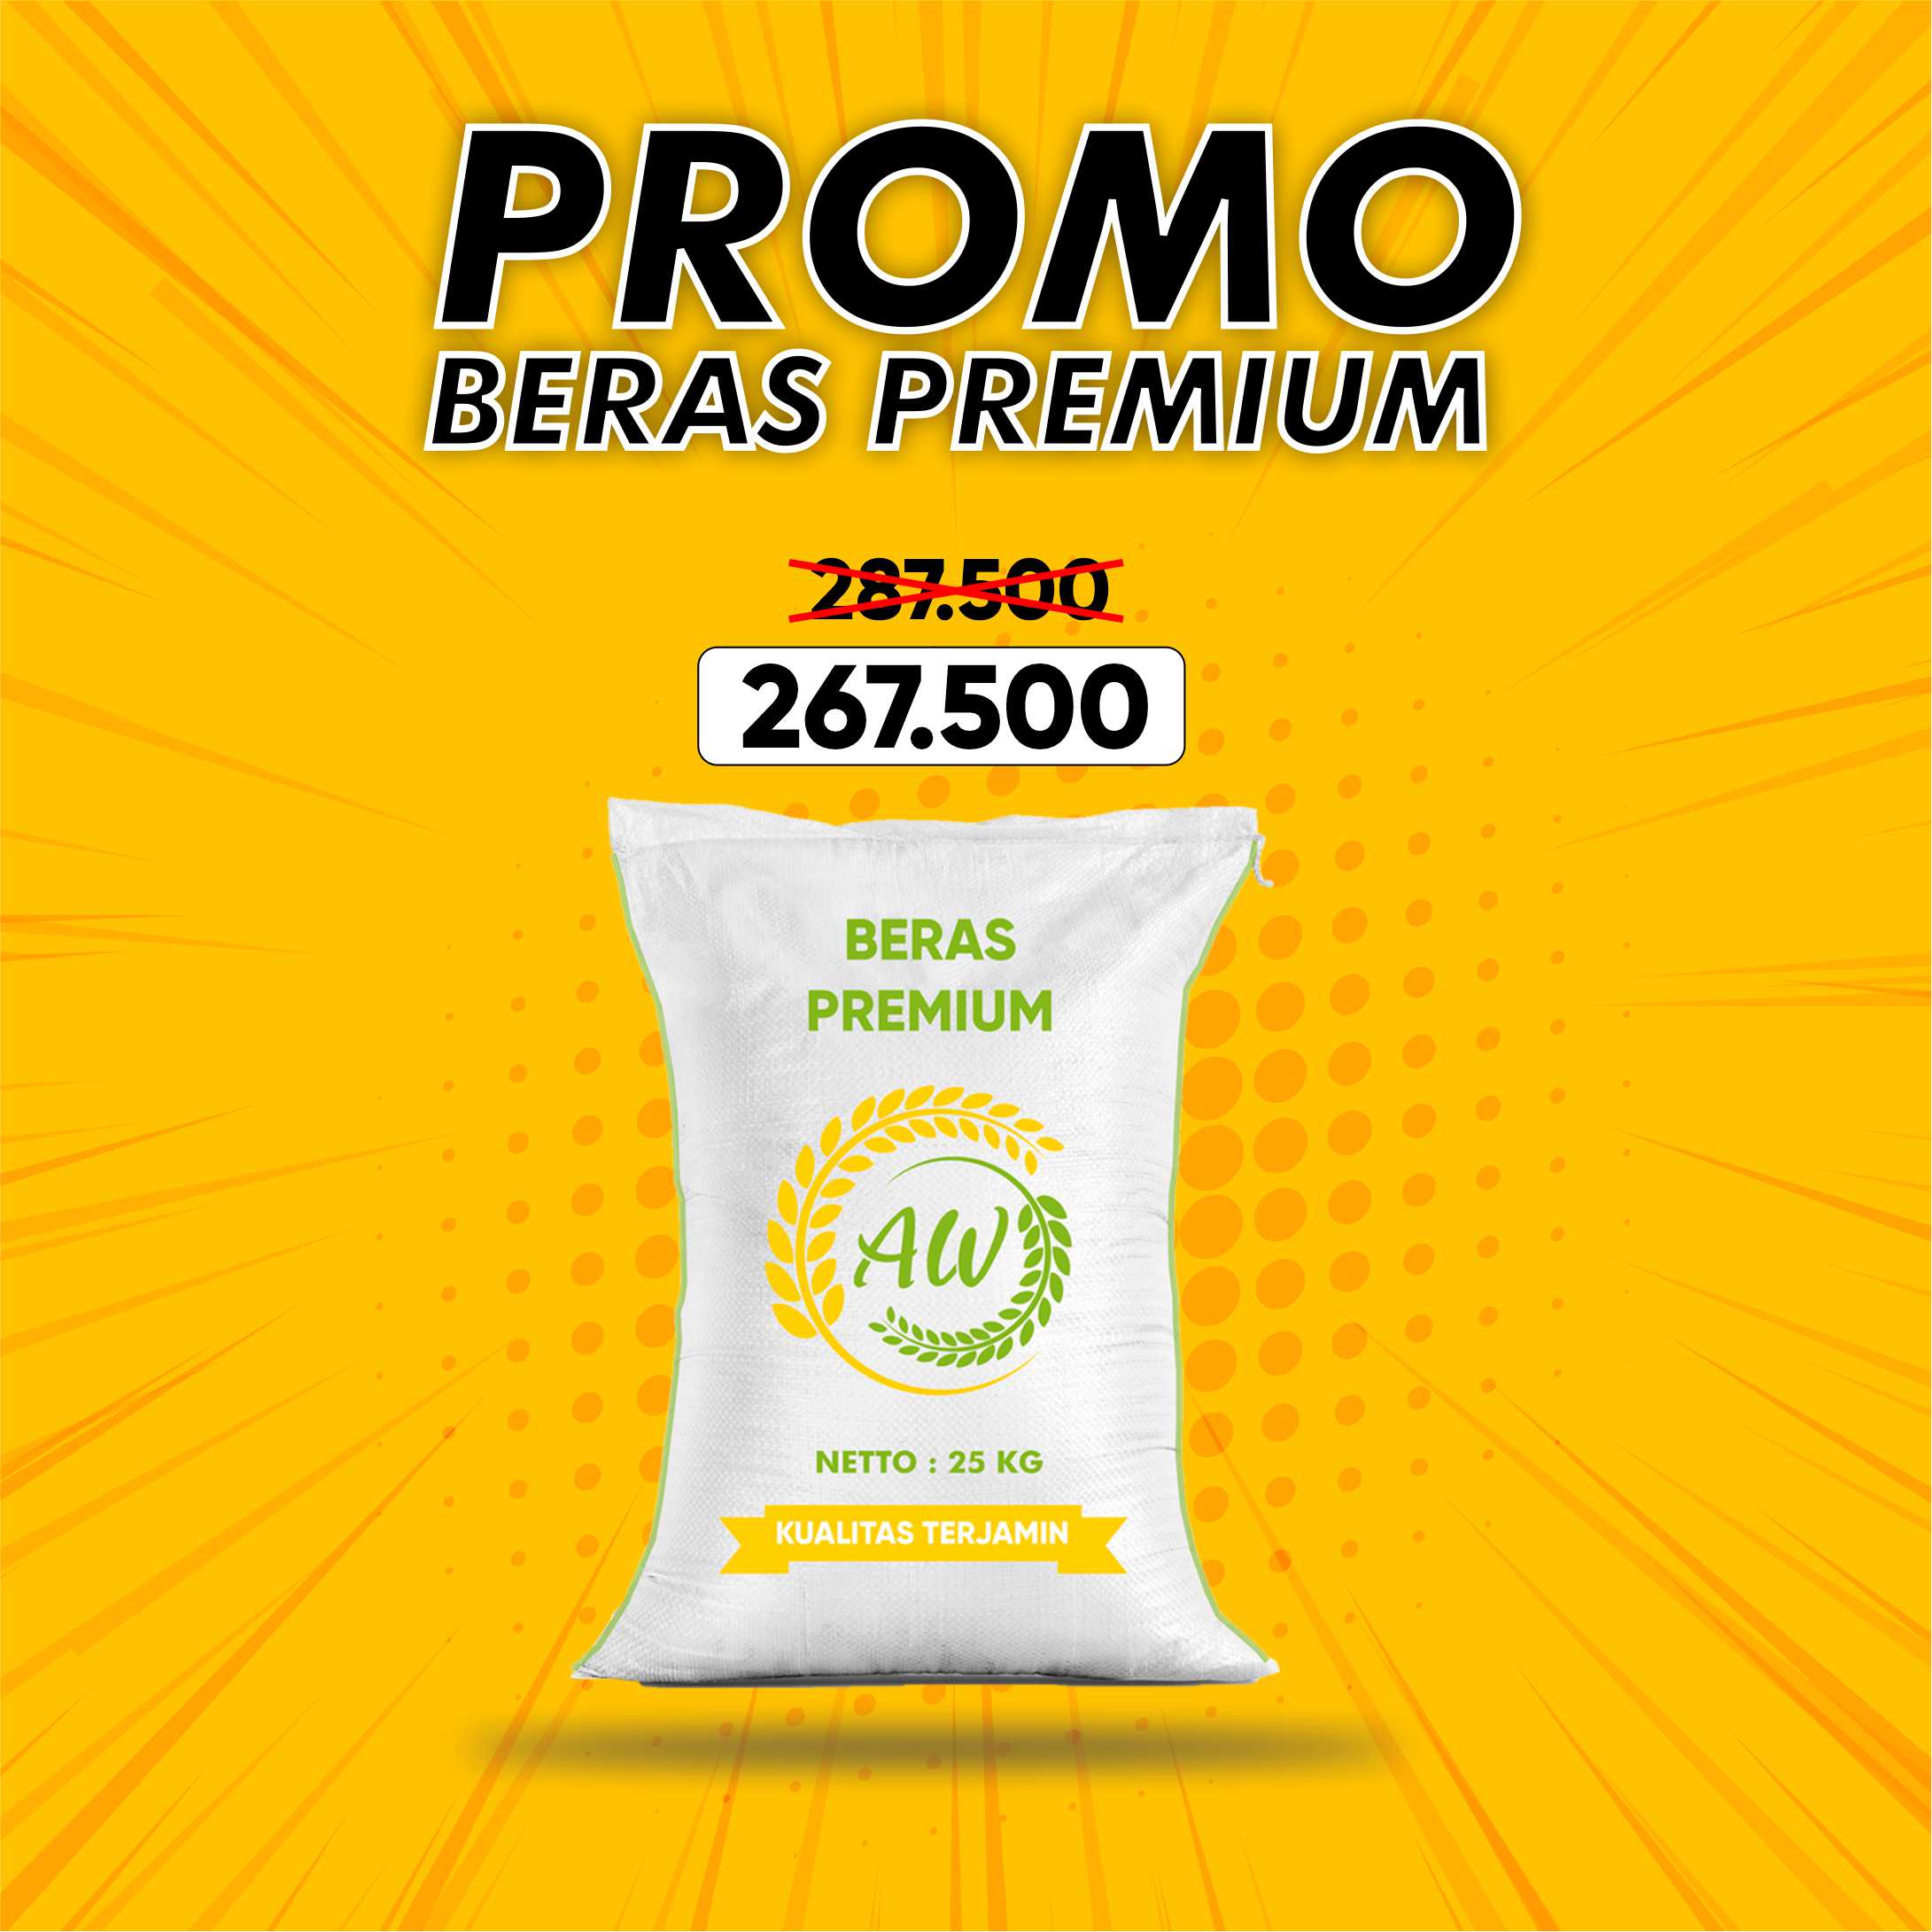 PROMO
BERAS PREMIUM
287.500
267.500
BERAS
PREMIUM
AW
NETTO : 25 KG
KUALITAS TERJAMIN